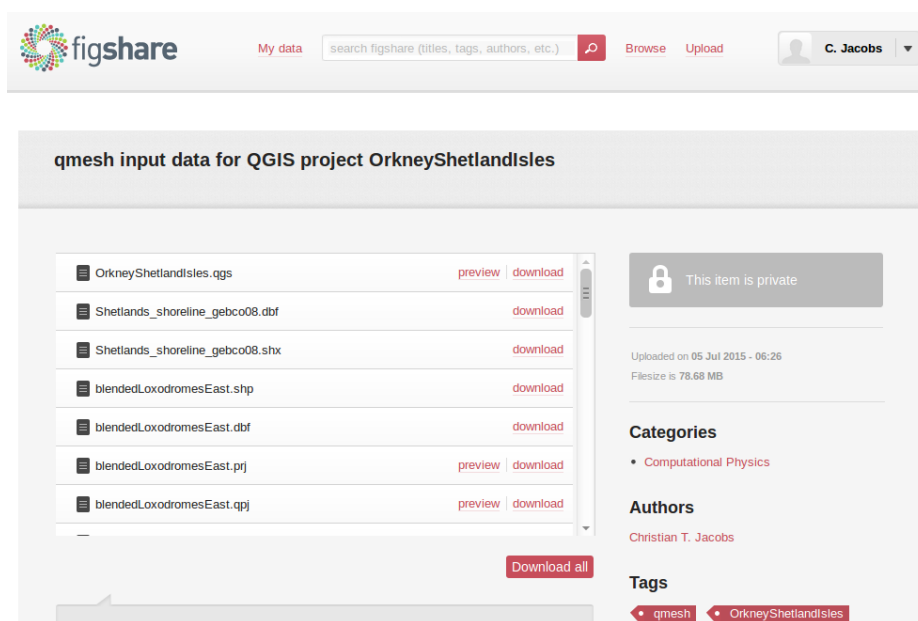 figshare
My data
search figshare (titles, tags, authors, etc.)
Browse
Upload
C. Jacobs
qmesh input data for QGIS project OrkneyShetlandIsles
OrkneyShetlandIsles.qgs preview download
Shetlands_shoreline_gebco08.dbf download
Shetlands_shoreline_gebco08.shx download
blendedLoxodromesEast.shp download
blendedLoxodromesEast.dbf download
blendedLoxodromesEast.prj preview download
blendedLoxodromesEast.qpj preview download
Download all
This item is private
Uploaded on 05 Jul 2015 - 06:26
Filesize is 78.68 MB
Categories
• Computational Physics
Authors
Christian T. Jacobs
Tags
qmesh
OrkneyShetlandIsles